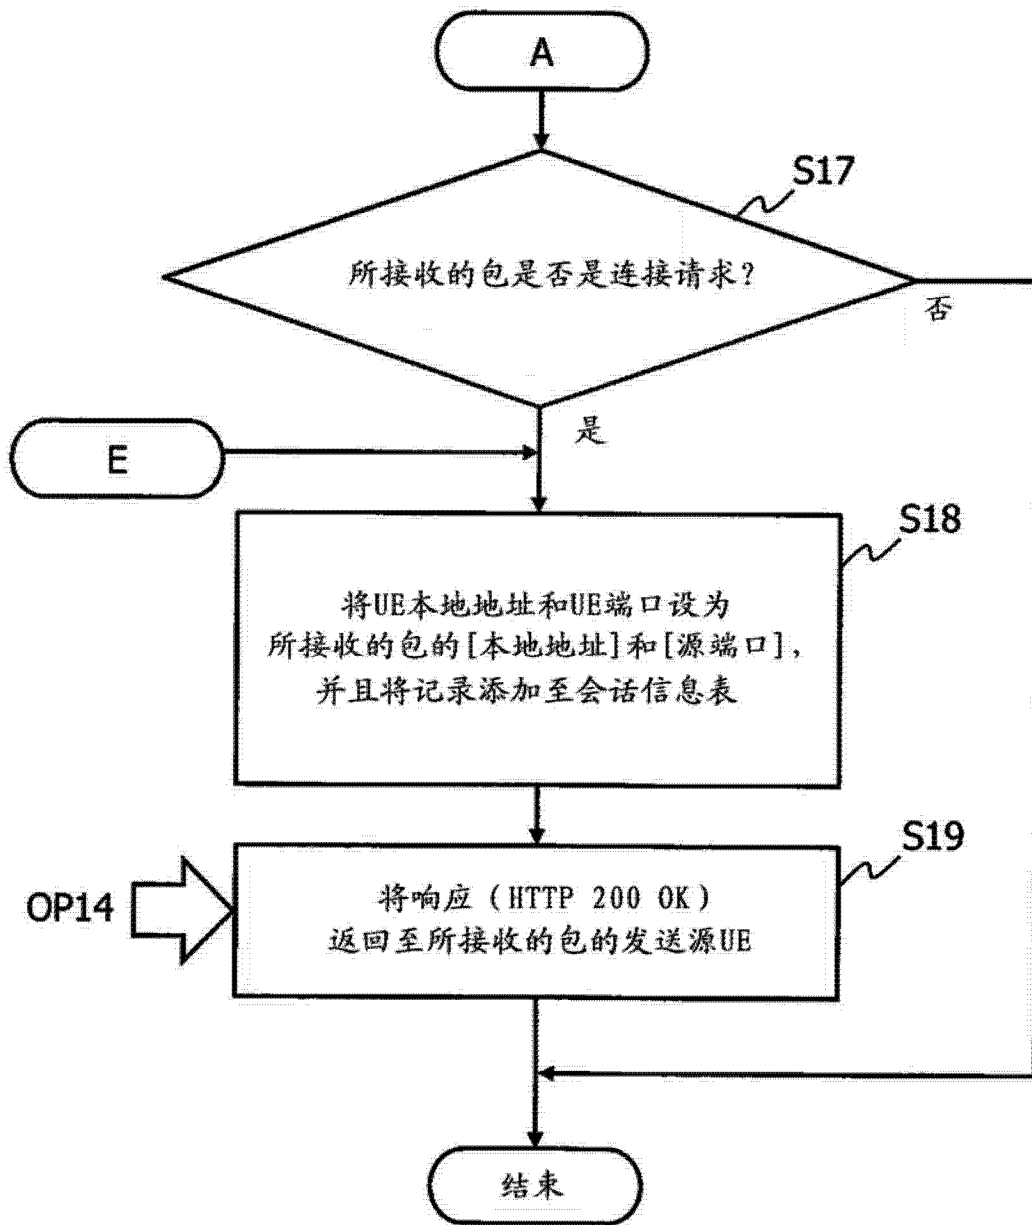 A
S17
所接收的包是否是连接请求?
否
是
E
S18
将UE本地地址和UE端口设为
所接收的包的[本地地址]和[源端口],
并且将记录添加至会话信息表
S19
OP14
将响应(HTTP 200 OK)
返回至所接收的包的发送源UE
结束